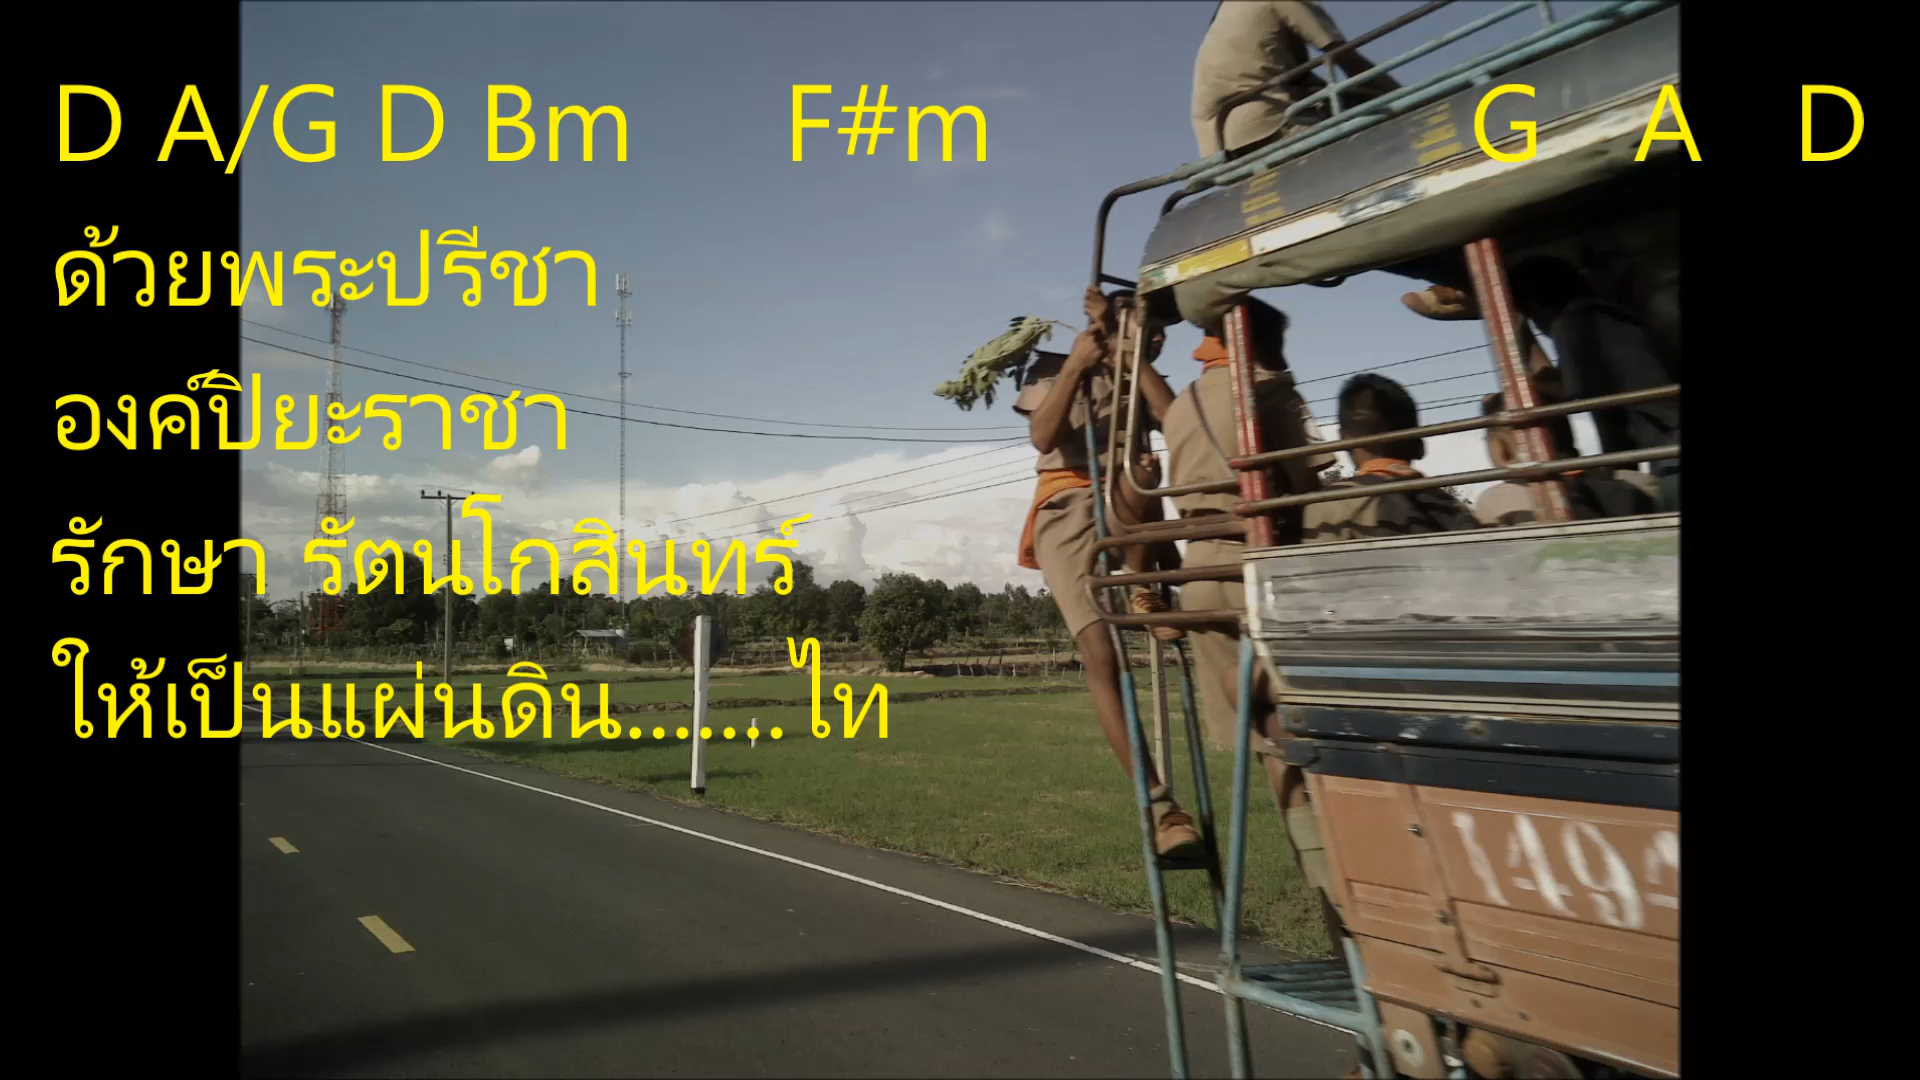 D A/G D Bm F#m G A D
ด้วยพระปรีชา
องค์ปิยะราชา
รักษา รัตนโกสินทร์
ให้เป็นแผ่นดิน.......ไท